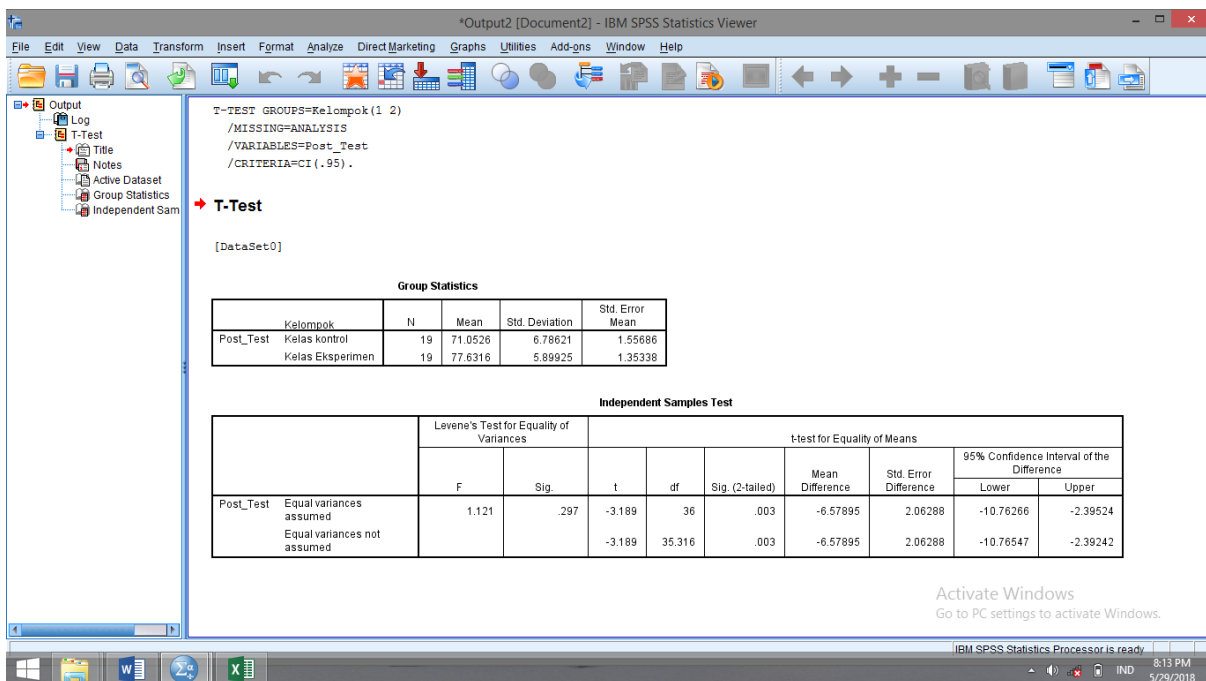 *Output2 [Document2] - IBM SPSS Statistics Viewer
File Edit View Data Transform Insert Format Analyze Direct Marketing Graphs Utilities Add-ons Window Help
Output
Log
T-Test
Title
Notes
Active Dataset
Group Statistics
Independent Sam
T-TEST GROUPS=Kelompok(1 2)
/MISSING=ANALYSIS
/VARIABLES=Post_Test
/CRITERIA=CI(.95).
T-Test
[DataSet0]
Group Statistics
Kelompok N Mean Std. Deviation Std. Error Mean
Post_Test Kelas kontrol 19 71.0526 6.78621 1.55686
Kelas Eksperimen 19 77.6316 5.89925 1.35338
Independent Samples Test
Levene's Test for Equality of Variances t-test for Equality of Means
95% Confidence Interval of the Difference
F Sig. t df Sig. (2-tailed) Mean Difference Std. Error Difference Lower Upper
Post_Test Equal variances assumed 1.121 .297 -3.189 36 .003 -6.57895 2.06288 -10.76266 -2.39524
Equal variances not assumed -3.189 35.316 .003 -6.57895 2.06288 -10.76547 -2.39242
Activate Windows
Go to PC settings to activate Windows.
IBM SPSS Statistics Processor is ready
IND 8:13 PM
5/29/2018